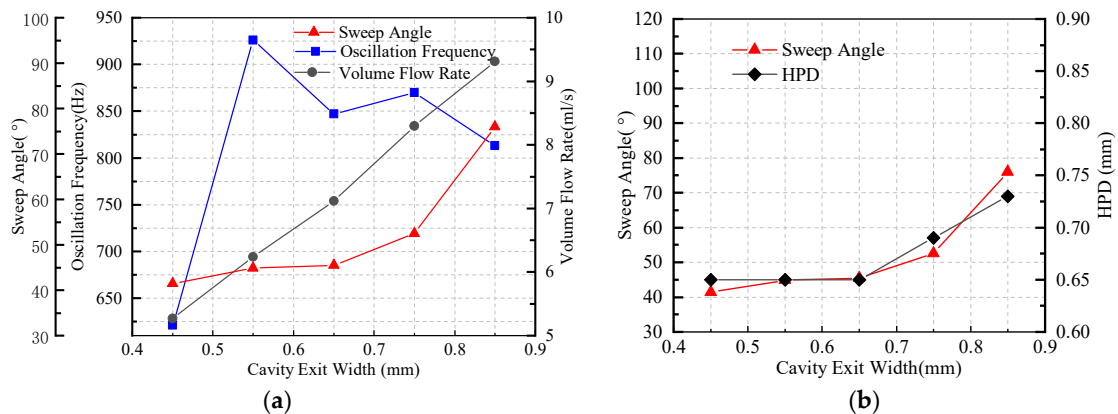 Sweep Angle
Oscillation Frequency
Volume Flow Rate
100
90
80
70
60
50
40
30
Sweep Angle( °)
950
900
850
800
750
700
650
Oscillation Frequency(Hz)
10
9
8
7
6
5
Volume Flow Rate(ml/s)
0.4 0.5 0.6 0.7 0.8 0.9
Cavity Exit Width (mm)
(a)
Sweep Angle
HPD
120
110
100
90
80
70
60
50
40
30
Sweep Angle( °)
0.90
0.85
0.80
0.75
0.70
0.65
0.60
HPD (mm)
0.4 0.5 0.6 0.7 0.8 0.9
Cavity Exit Width(mm)
(b)